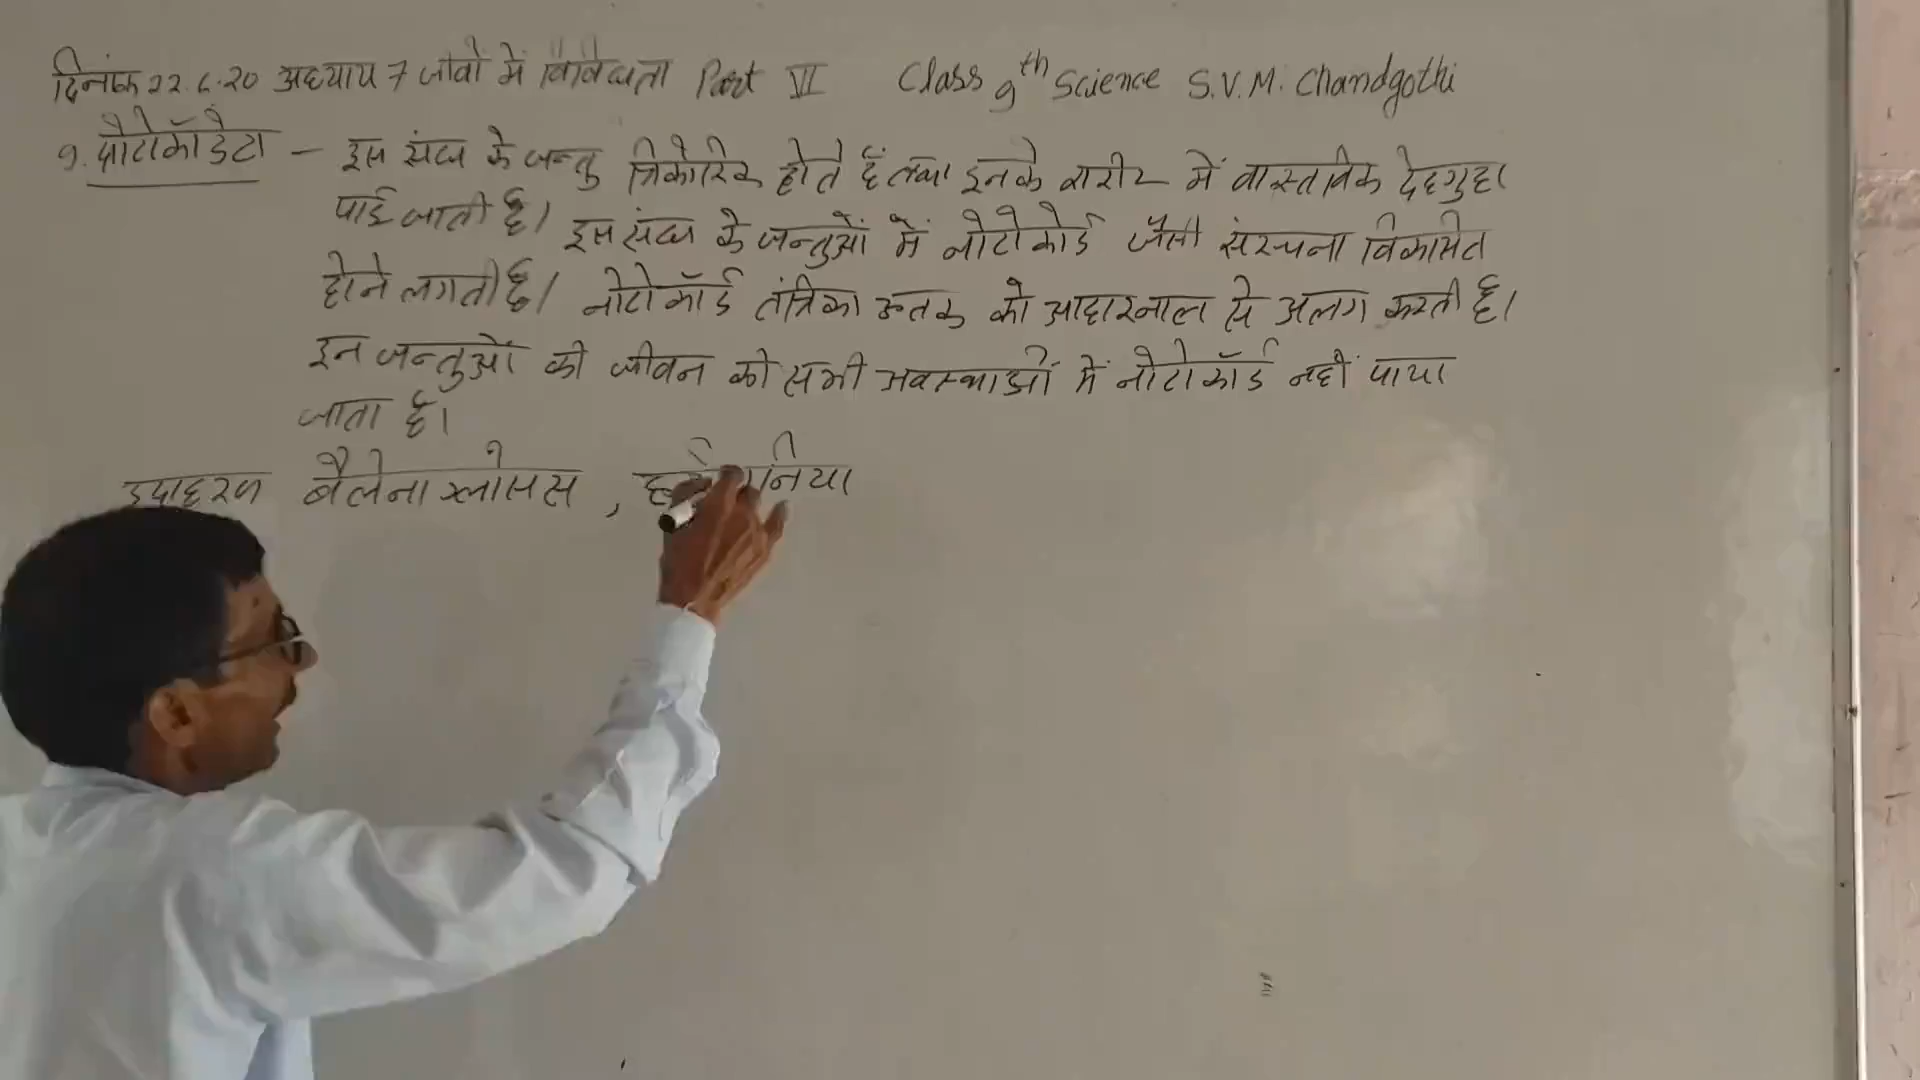 दिनांक 22.6.20 अध्याय 7 जीवों में विविधता Part VI Class 9th Science S.V.M. Chandgothi
9. प्रोटोकॉर्डेटा – इस संघ के जन्तु त्रिकोरिक होते हैं तथा इनके शरीर में वास्तविक देहगुहा
पाई जाती है। इस संघ के जन्तुओं में नोटोकोर्ड जैसी संरचना विकसित
होने लगती है। नोटोकॉर्ड तंत्रिका ऊतक को आहारनाल से अलग करती है।
इन जन्तुओं की जीवन की सभी अवस्थाओं में नोटोकॉर्ड नहीं पाया
जाता है।
उदाहरण बैलेनाग्लोसस ,